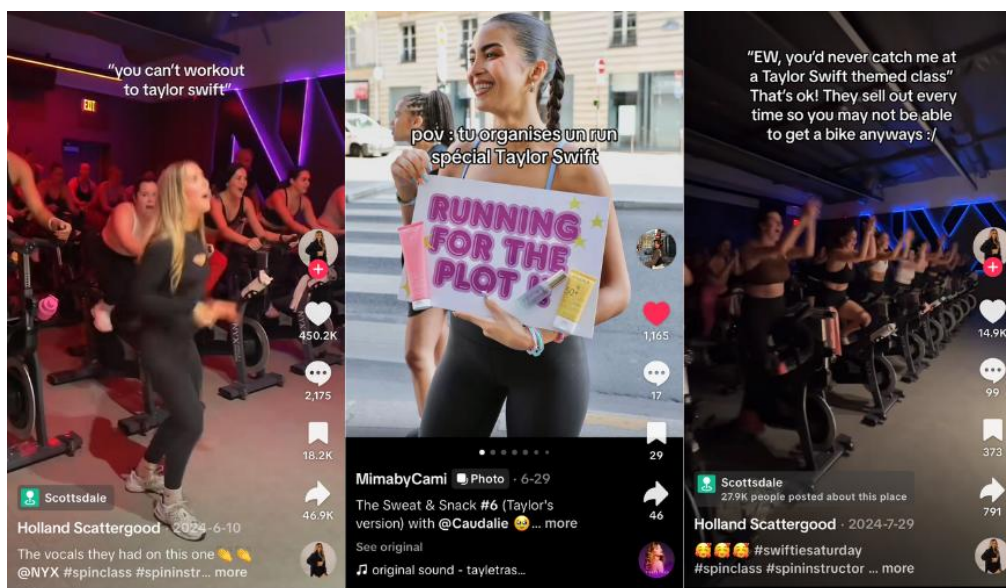 "you can't workout
to taylor swift"
EXIT
450.2K
2,175
18.2K
46.9K
Scottsdale
Holland Scattergood · 2024-6-10
The vocals they had on this one 👏 👏
@NYX #spinclass #spininstr... more
pov : tu organises un run
spécial Taylor Swift
RUNNING
FOR THE
PLOT
1,165
17
29
46
MimabyCami Photo · 6-29
The Sweat & Snack #6 (Taylor's
version) with @Caudalie 🥹... more
See original
♫ original sound - tayletras...
"EW, you'd never catch me at
a Taylor Swift themed class"
That's ok! They sell out every
time so you may not be able
to get a bike anyways :/
14.9K
99
373
791
Scottsdale
27.9K people posted about this place
Holland Scattergood · 2024-7-29
🥰🥰🥰 #swiftiesaturday
#spinclass #spininstructor ... more